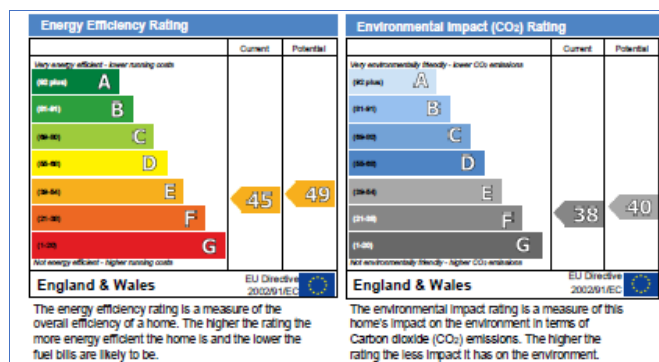 Energy Efficiency Rating
Current Potential
Very energy efficient - lower running costs
(92 plus) A
(81-91) B
(69-80) C
(55-68) D
(39-54) E
(21-38) F
(1-20) G
45
49
Not energy efficient - higher running costs
England & Wales
EU Directive
2002/91/EC
The energy efficiency rating is a measure of the
overall efficiency of a home. The higher the rating the
more energy efficient the home is and the lower the
fuel bills are likely to be.
Environmental Impact (CO₂) Rating
Current Potential
Very environmentally friendly - lower CO₂ emissions
(92 plus) A
(81-91) B
(69-80) C
(55-68) D
(39-54) E
(21-38) F
(1-20) G
38
40
Not environmentally friendly - higher CO₂ emissions
England & Wales
EU Directive
2002/91/EC
The environmental impact rating is a measure of this
home's impact on the environment in terms of
Carbon dioxide (CO₂) emissions. The higher the
rating the less impact it has on the environment.